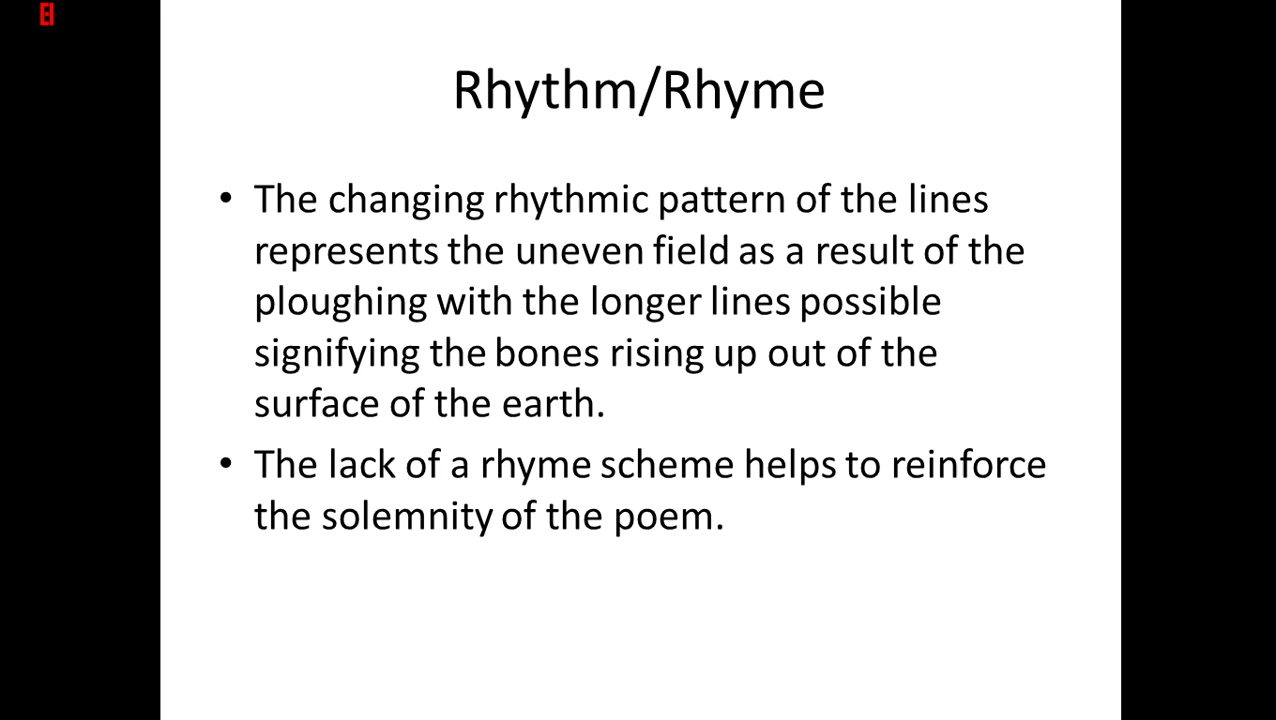 Rhythm/Rhyme
• The changing rhythmic pattern of the lines
represents the uneven field as a result of the
ploughing with the longer lines possible
signifying the bones rising up out of the
surface of the earth.
• The lack of a rhyme scheme helps to reinforce
the solemnity of the poem.